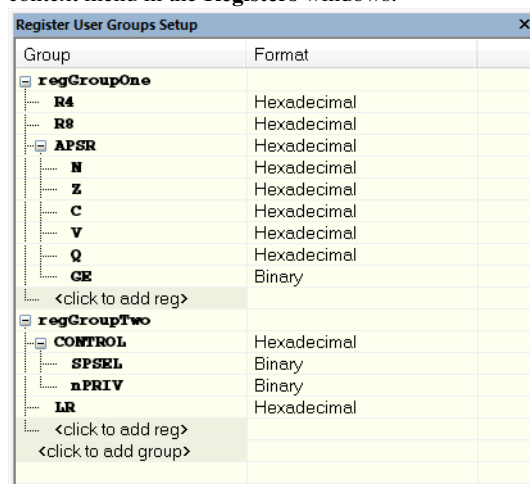 context menu in the Registers windows.
Register User Groups Setup ×
Group Format
regGroupOne
R4 Hexadecimal
R8 Hexadecimal
APSR Hexadecimal
N Hexadecimal
Z Hexadecimal
C Hexadecimal
V Hexadecimal
Q Hexadecimal
GE Binary
<click to add reg>
regGroupTwo
CONTROL Hexadecimal
SPSEL Binary
nPRIV Binary
LR Hexadecimal
<click to add reg>
<click to add group>